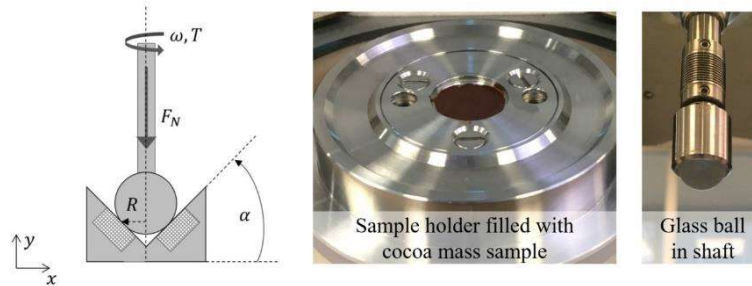 ω, T
F_N
R
α
y
x
Sample holder filled with
cocoa mass sample
Glass ball
in shaft